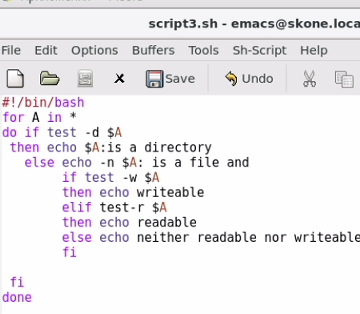 script3.sh - emacs@skone.loca
File Edit Options Buffers Tools Sh-Script Help
Save Undo
#!/bin/bash
for A in *
do if test -d $A
then echo $A:is a directory
else echo -n $A: is a file and
if test -w $A
then echo writeable
elif test-r $A
then echo readable
else echo neither readable nor writeable
fi
fi
done